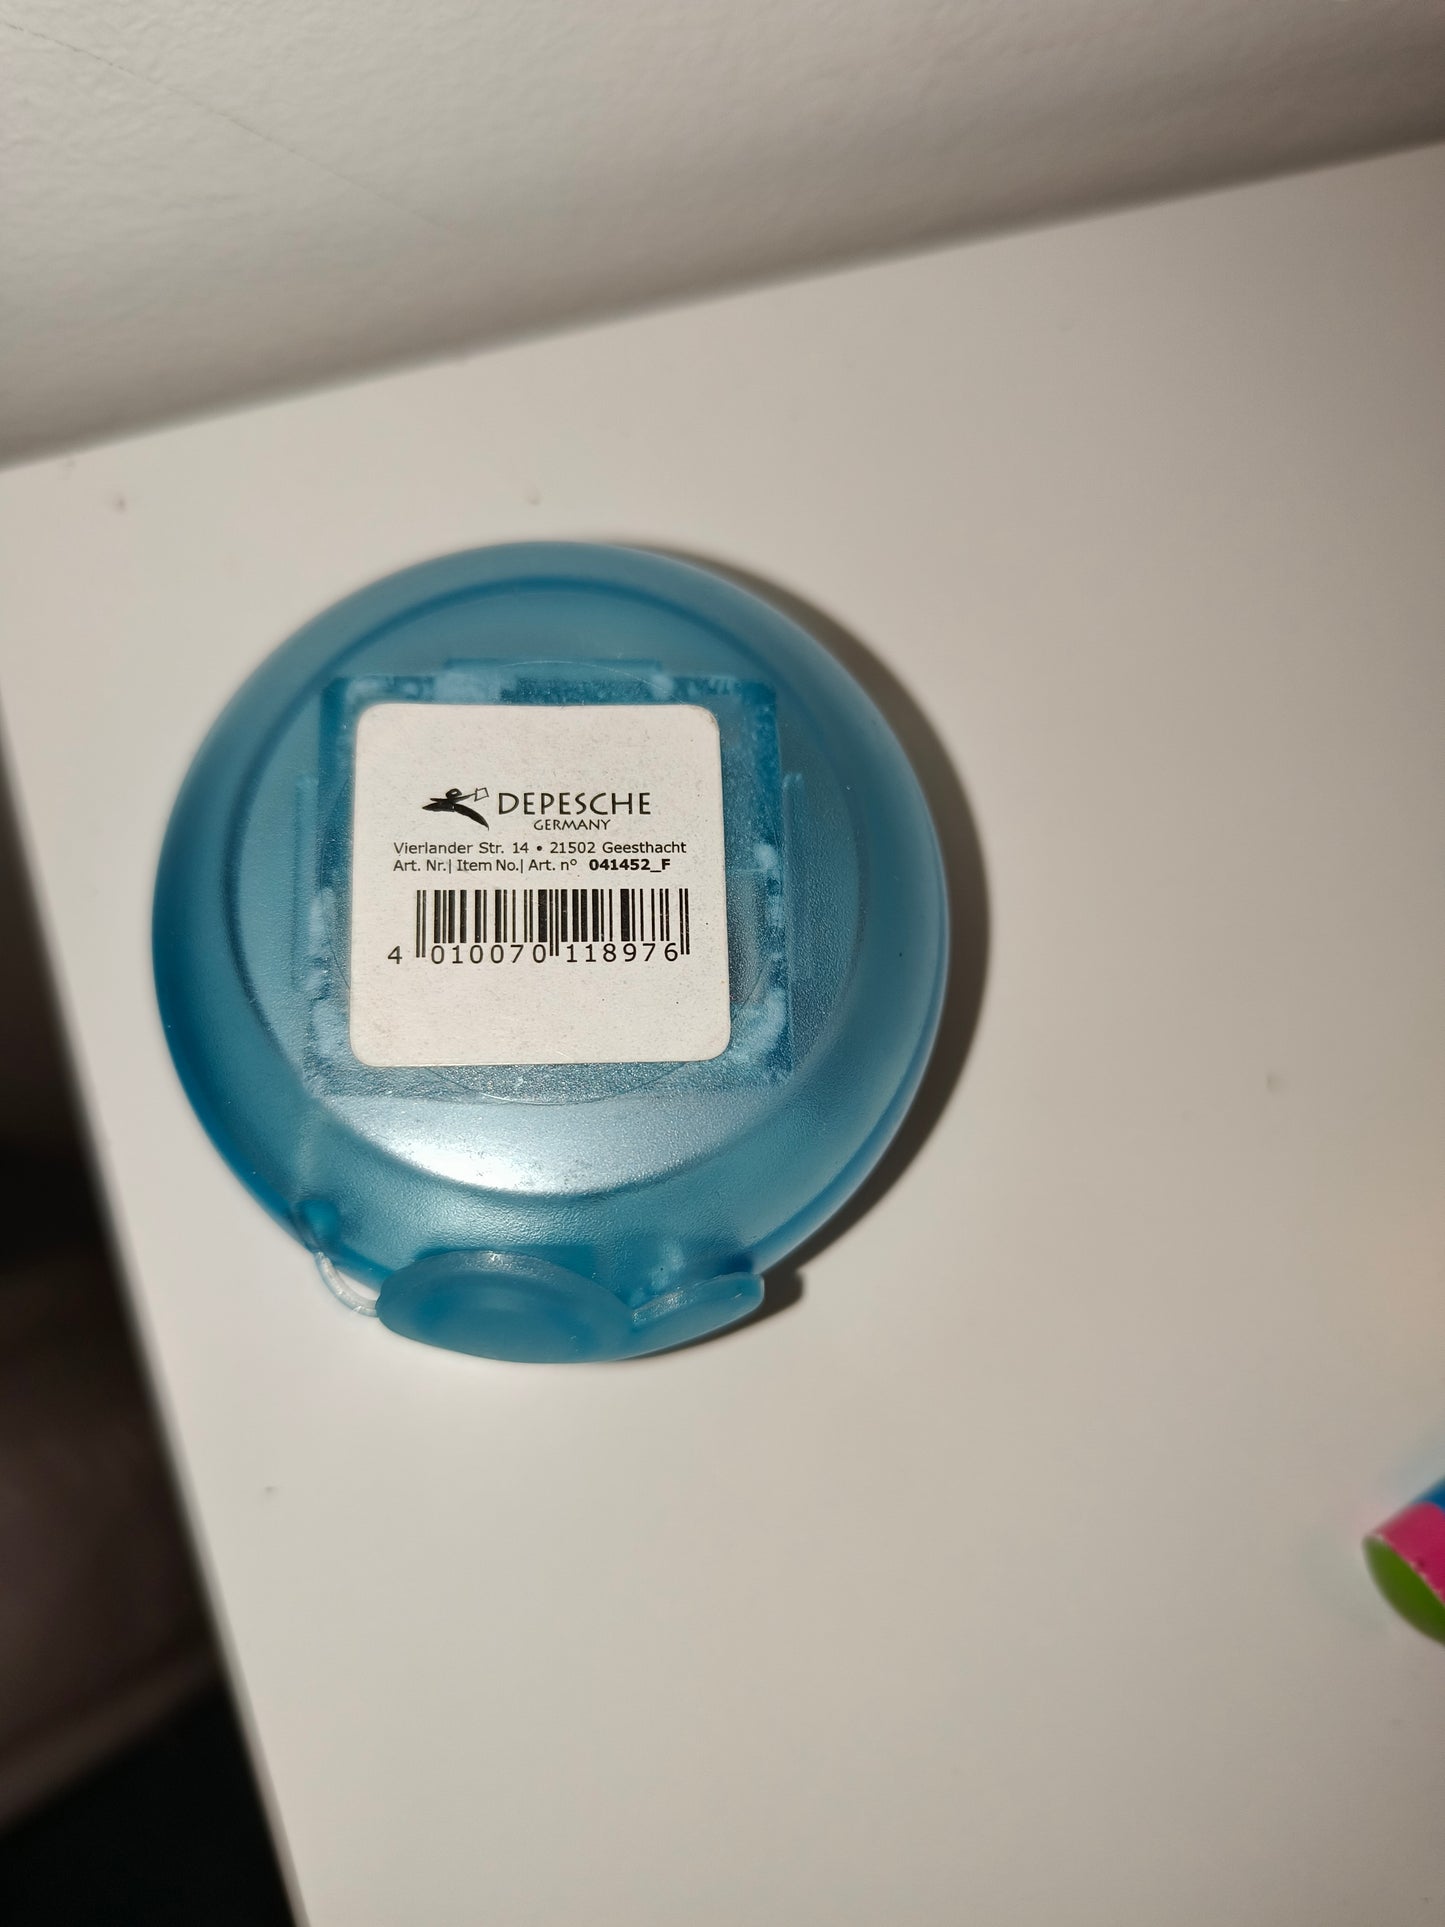 DEPESCHE
GERMANY
Vierlander Str. 14 • 21502 Geesthacht
Art. Nr.| Item No.| Art. n° 041452_F
4 010070 118976